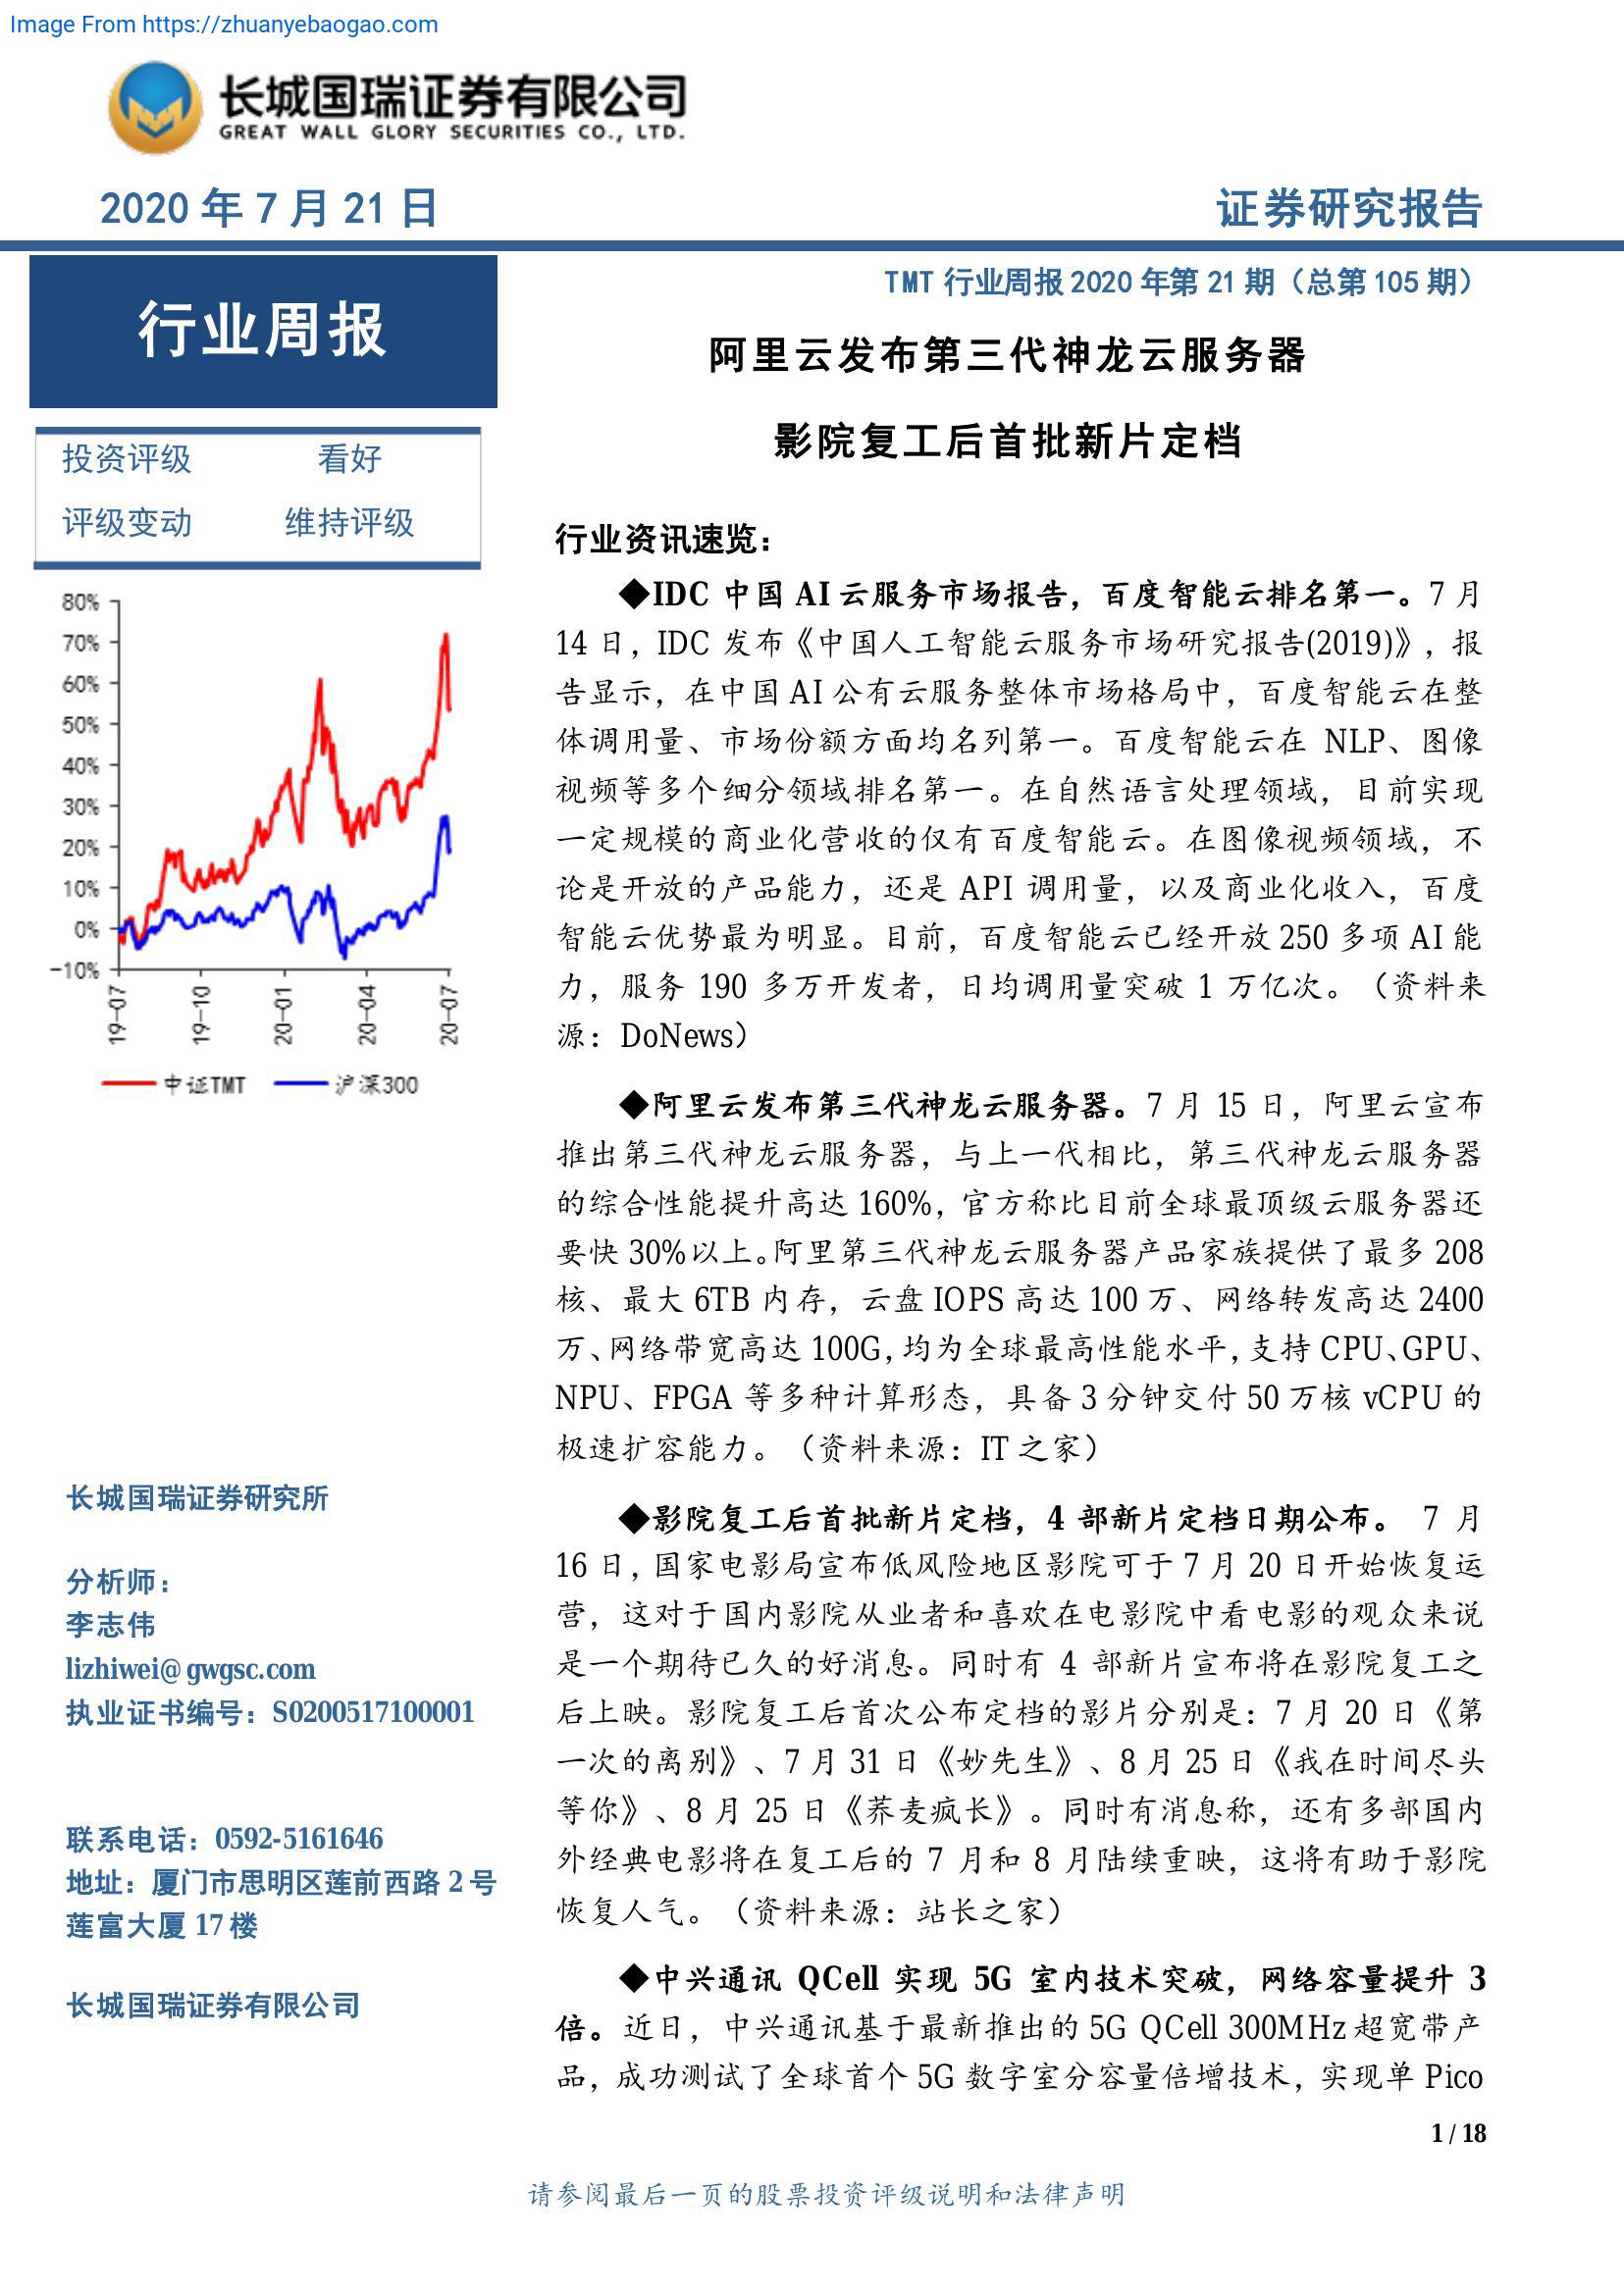 Image From https://zhuanyebaogao.com
长城国瑞证券有限公司
GREAT WALL GLORY SECURITIES CO., LTD.
2020 年 7 月 21 日
证券研究报告
行业周报
投资评级 看好
评级变动 维持评级
80%
70%
60%
50%
40%
30%
20%
10%
0%
-10%
19-07
19-10
20-01
20-04
20-07
中证TMT 沪深300
长城国瑞证券研究所
分析师：
李志伟
lizhiwei@gwgsc.com
执业证书编号：S0200517100001
联系电话：0592-5161646
地址：厦门市思明区莲前西路 2 号
莲富大厦 17 楼
长城国瑞证券有限公司
TMT 行业周报 2020 年第 21 期（总第 105 期）
阿里云发布第三代神龙云服务器
影院复工后首批新片定档
行业资讯速览：
◆IDC 中国 AI 云服务市场报告，百度智能云排名第一。7 月
14 日，IDC 发布《中国人工智能云服务市场研究报告(2019)》，报
告显示，在中国 AI 公有云服务整体市场格局中，百度智能云在整
体调用量、市场份额方面均名列第一。百度智能云在 NLP、图像
视频等多个细分领域排名第一。在自然语言处理领域，目前实现
一定规模的商业化营收的仅有百度智能云。在图像视频领域，不
论是开放的产品能力，还是 API 调用量，以及商业化收入，百度
智能云优势最为明显。目前，百度智能云已经开放 250 多项 AI 能
力，服务 190 多万开发者，日均调用量突破 1 万亿次。（资料来
源：DoNews）
◆阿里云发布第三代神龙云服务器。7 月 15 日，阿里云宣布
推出第三代神龙云服务器，与上一代相比，第三代神龙云服务器
的综合性能提升高达 160%，官方称比目前全球最顶级云服务器还
要快 30%以上。阿里第三代神龙云服务器产品家族提供了最多 208
核、最大 6TB 内存，云盘 IOPS 高达 100 万、网络转发高达 2400
万、网络带宽高达 100G，均为全球最高性能水平，支持 CPU、GPU、
NPU、FPGA 等多种计算形态，具备 3 分钟交付 50 万核 vCPU 的
极速扩容能力。（资料来源：IT 之家）
◆影院复工后首批新片定档，4 部新片定档日期公布。 7 月
16 日，国家电影局宣布低风险地区影院可于 7 月 20 日开始恢复运
营，这对于国内影院从业者和喜欢在电影院中看电影的观众来说
是一个期待已久的好消息。同时有 4 部新片宣布将在影院复工之
后上映。影院复工后首次公布定档的影片分别是：7 月 20 日《第
一次的离别》、7 月 31 日《妙先生》、8 月 25 日《我在时间尽头
等你》、8 月 25 日《荞麦疯长》。同时有消息称，还有多部国内
外经典电影将在复工后的 7 月和 8 月陆续重映，这将有助于影院
恢复人气。（资料来源：站长之家）
◆中兴通讯 QCell 实现 5G 室内技术突破，网络容量提升 3
倍。近日，中兴通讯基于最新推出的 5G QCell 300MHz 超宽带产
品，成功测试了全球首个 5G 数字室分容量倍增技术，实现单 Pico
1 / 18
请参阅最后一页的股票投资评级说明和法律声明